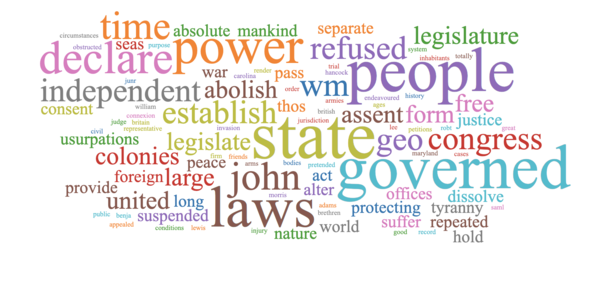 circumstances time absolute mankind separate legislature
obstructed seas purpose power refused system
declare war carolina render pass trial hancock inhabitants totally
june order people
independent abolish wm armies endeavoured history
consent william establish thos british ages assent form free
connexion
judge britain jurisdiction lee petitions robt justice great
civil representative invasion state geo congress
usurpations legislate maryland cases
colonies firm friends governed
peace arms bodies pretended
foreign large john act offices
provide alter dissolve
united long morris adams protecting tyranny saml
public benja suspended laws brethren suffer repeated
appealed conditions lewis injury nature world good record hold